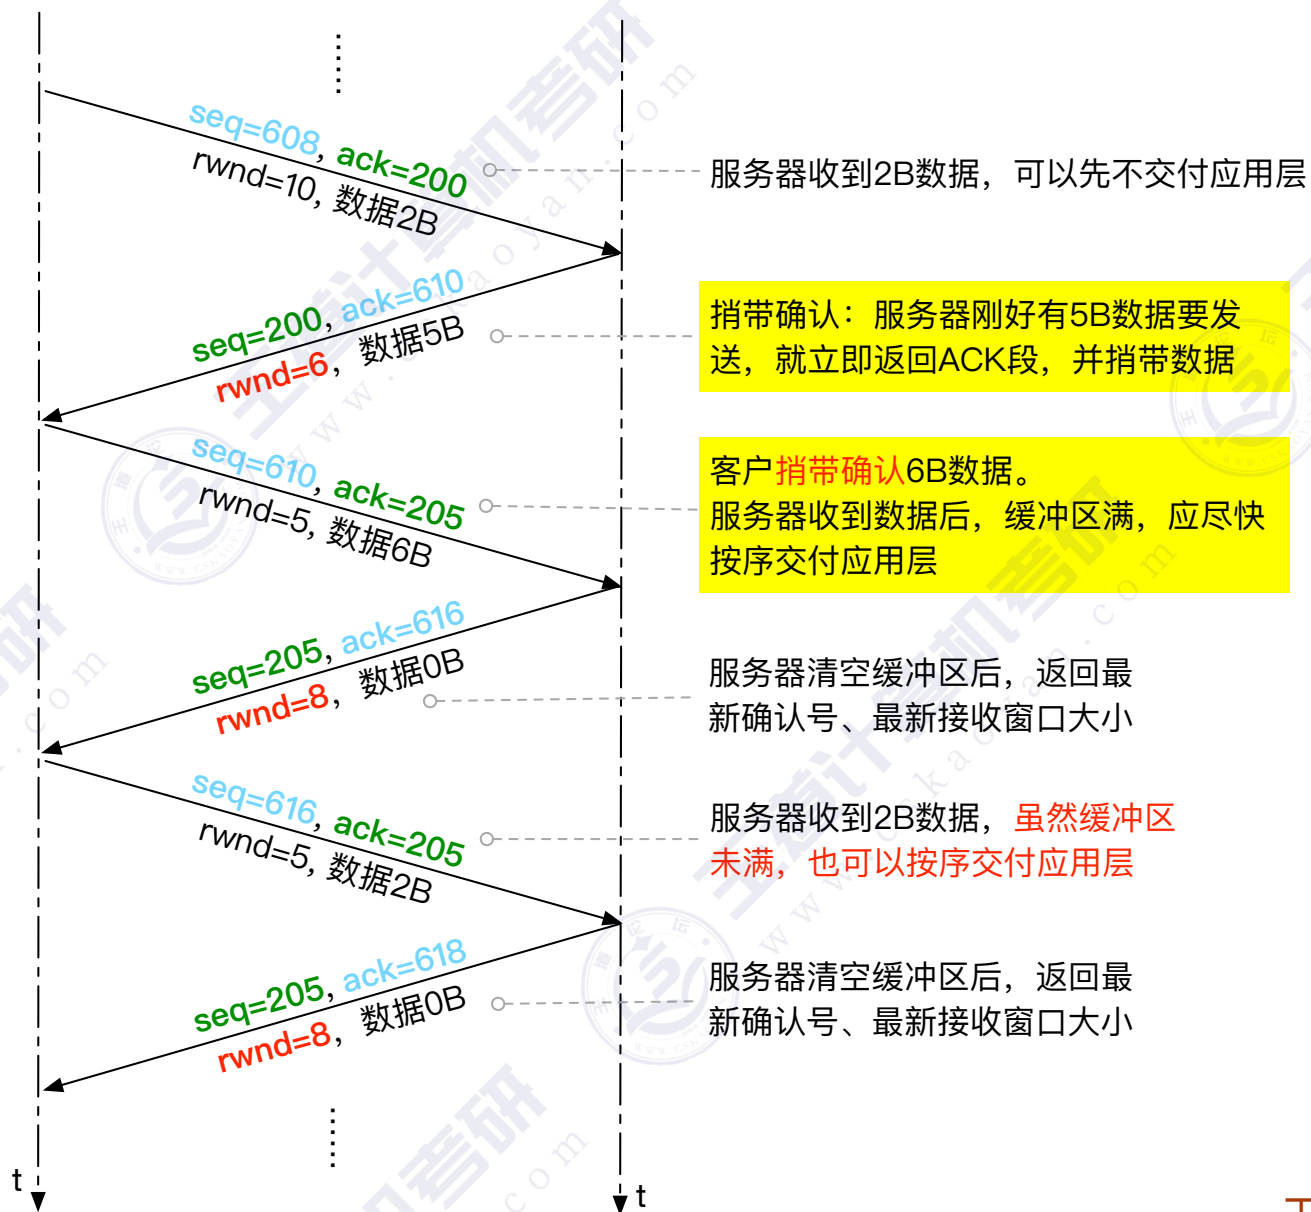 ......
seq=608, ack=200
rwnd=10, 数据2B
服务器收到2B数据，可以先不交付应用层
seq=200, ack=610
rwnd=6，数据5B
捎带确认：服务器刚好有5B数据要发
送，就立即返回ACK段，并捎带数据
seq=610, ack=205
rwnd=5, 数据6B
客户捎带确认6B数据。
服务器收到数据后，缓冲区满，应尽快
按序交付应用层
seq=205, ack=616
rwnd=8，数据0B
服务器清空缓冲区后，返回最
新确认号、最新接收窗口大小
seq=616, ack=205
rwnd=5, 数据2B
服务器收到2B数据，虽然缓冲区
未满，也可以按序交付应用层
seq=205, ack=618
rwnd=8，数据0B
服务器清空缓冲区后，返回最
新确认号、最新接收窗口大小
......
t
t
王道计算机考研
www.cskaoyan.com